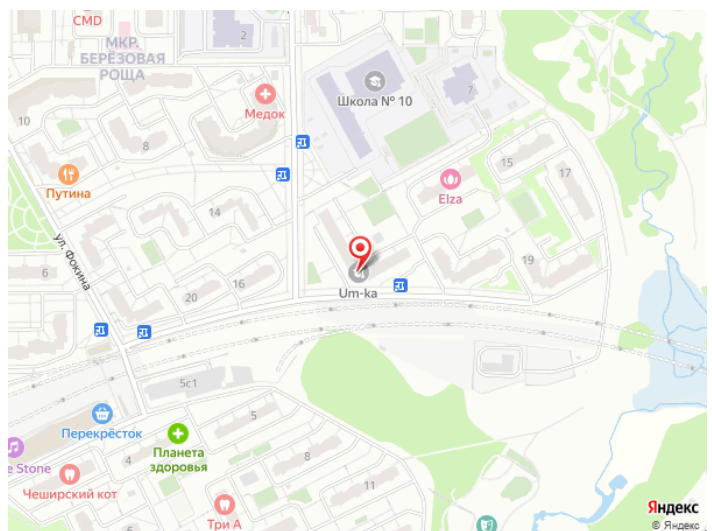 CMD
2
МКР.
БЕРЁЗОВАЯ
РОЩА
Школа № 10
7
10
8
Медок
Путина
15
17
Elza
14
ул. Фокина
6
16
20
19
Um-ka
5с1
Перекрёсток
5
Планета
здоровья
4
e Stone
8
Чеширский кот
11
Три А
Яндекс
© Яндекс